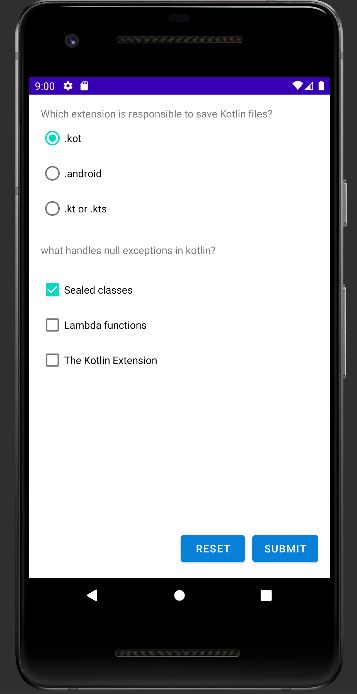 9:00
Which extension is responsible to save Kotlin files?
.kot
.android
.kt or .kts
what handles null exceptions in kotlin?
Sealed classes
Lambda functions
The Kotlin Extension
RESET SUBMIT